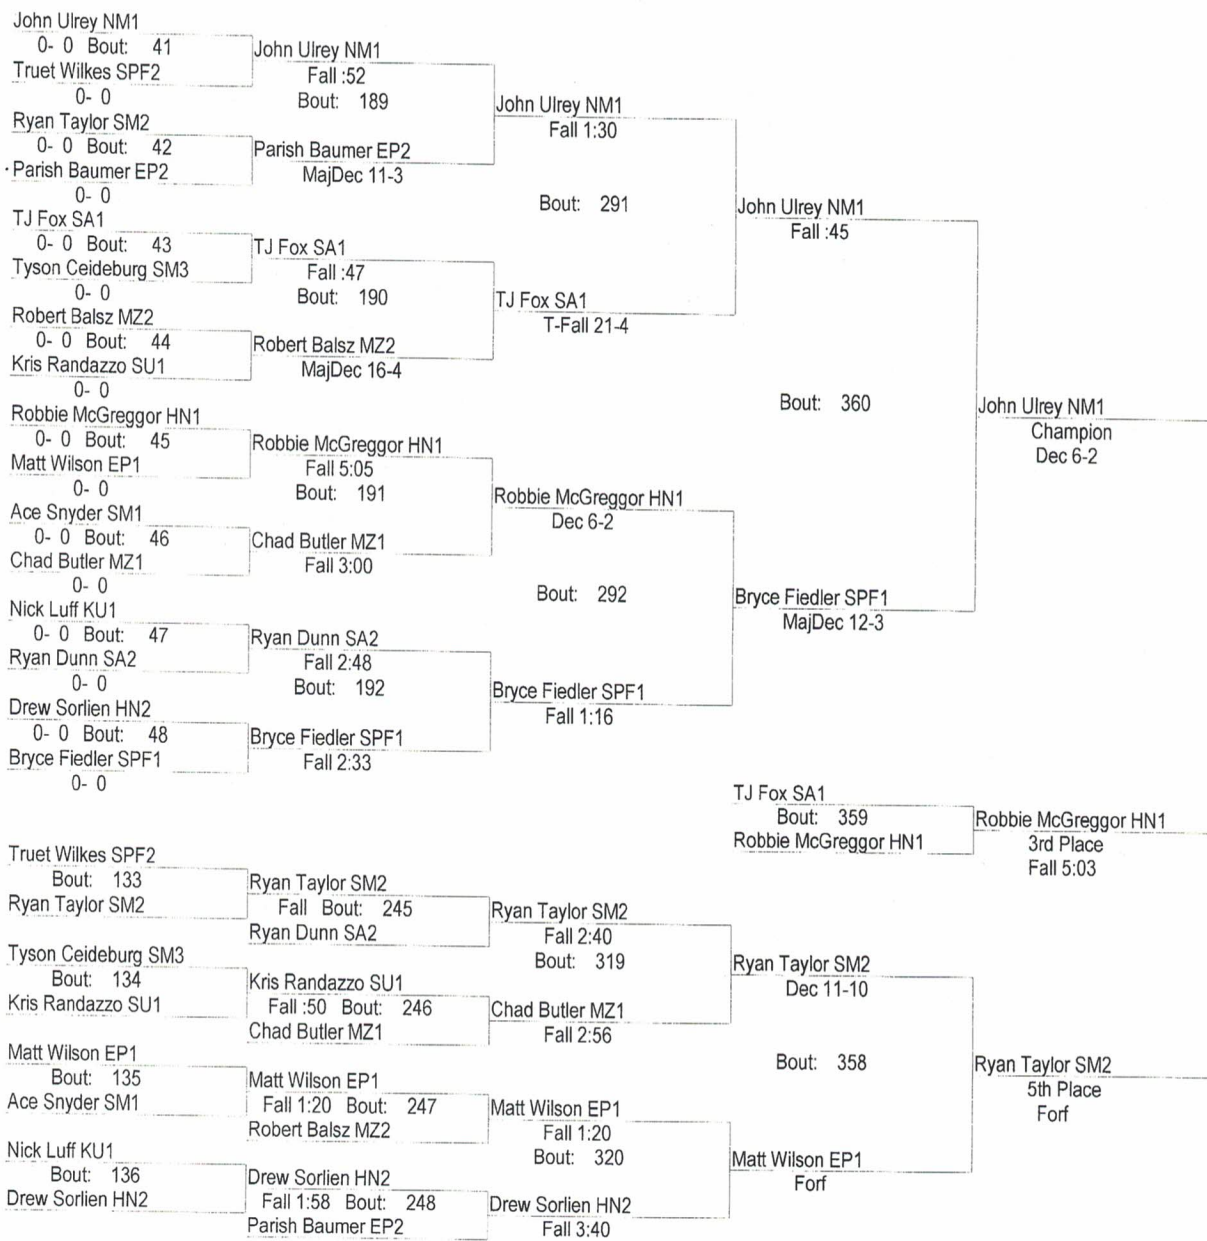 John Ulrey NM1
0- 0 Bout: 41
Truet Wilkes SPF2
0- 0
Ryan Taylor SM2
0- 0 Bout: 42
Parish Baumer EP2
0- 0
TJ Fox SA1
0- 0 Bout: 43
Tyson Ceideburg SM3
0- 0
Robert Balsz MZ2
0- 0 Bout: 44
Kris Randazzo SU1
0- 0
Robbie McGreggor HN1
0- 0 Bout: 45
Matt Wilson EP1
0- 0
Ace Snyder SM1
0- 0 Bout: 46
Chad Butler MZ1
0- 0
Nick Luff KU1
0- 0 Bout: 47
Ryan Dunn SA2
0- 0
Drew Sorlien HN2
0- 0 Bout: 48
Bryce Fiedler SPF1
0- 0
John Ulrey NM1
Fall :52
Bout: 189
Parish Baumer EP2
MajDec 11-3
TJ Fox SA1
Fall :47
Bout: 190
Robert Balsz MZ2
MajDec 16-4
Robbie McGreggor HN1
Fall 5:05
Bout: 191
Chad Butler MZ1
Fall 3:00
Ryan Dunn SA2
Fall 2:48
Bout: 192
Bryce Fiedler SPF1
Fall 2:33
John Ulrey NM1
Fall 1:30
Bout: 291
TJ Fox SA1
T-Fall 21-4
Robbie McGreggor HN1
Dec 6-2
Bout: 292
Bryce Fiedler SPF1
Fall 1:16
John Ulrey NM1
Fall :45
Bout: 360
Bryce Fiedler SPF1
MajDec 12-3
John Ulrey NM1
Champion
Dec 6-2
TJ Fox SA1
Bout: 359
Robbie McGreggor HN1
Robbie McGreggor HN1
3rd Place
Fall 5:03
Truet Wilkes SPF2
Bout: 133
Ryan Taylor SM2
Tyson Ceideburg SM3
Bout: 134
Kris Randazzo SU1
Matt Wilson EP1
Bout: 135
Ace Snyder SM1
Nick Luff KU1
Bout: 136
Drew Sorlien HN2
Ryan Taylor SM2
Fall Bout: 245
Ryan Dunn SA2
Kris Randazzo SU1
Fall :50 Bout: 246
Chad Butler MZ1
Matt Wilson EP1
Fall 1:20 Bout: 247
Robert Balsz MZ2
Drew Sorlien HN2
Fall 1:58 Bout: 248
Parish Baumer EP2
Ryan Taylor SM2
Fall 2:40
Bout: 319
Chad Butler MZ1
Fall 2:56
Matt Wilson EP1
Fall 1:20
Bout: 320
Drew Sorlien HN2
Fall 3:40
Ryan Taylor SM2
Dec 11-10
Bout: 358
Matt Wilson EP1
Forf
Ryan Taylor SM2
5th Place
Forf